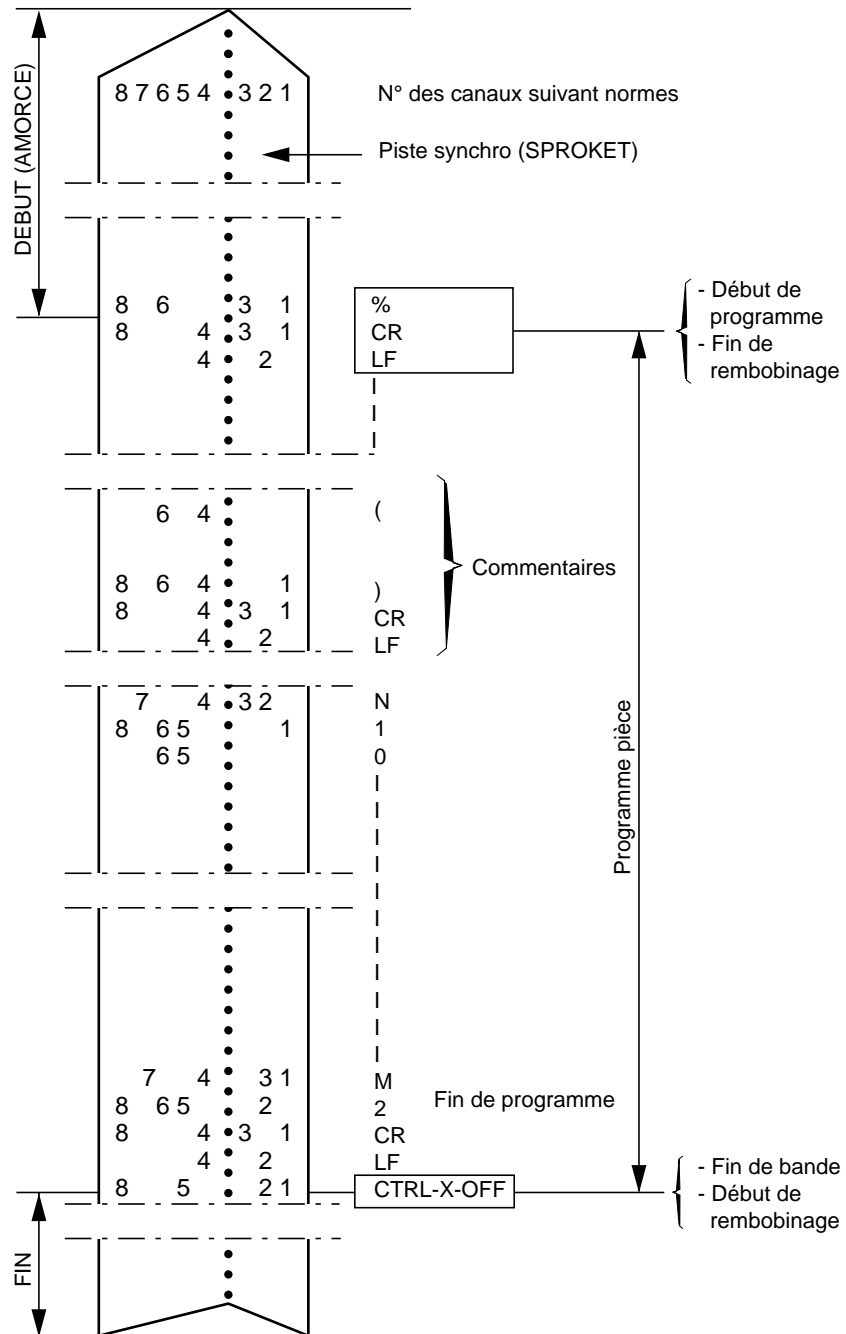 DEBUT (AMORCE)
8 7 6 5 4 3 2 1 N° des canaux suivant normes
Piste synchro (SPROKET)
8 6 3 1 %
8 4 3 1 CR
4 2 LF
- Début de
programme
- Fin de
rembobinage
6 4 (
8 6 4 1 )
8 4 3 1 CR
4 2 LF
Commentaires
7 4 3 2 N
8 6 5 1 1
6 5 0
Programme pièce
7 4 3 1 M
8 6 5 2 2
8 4 3 1 CR
4 2 LF
Fin de programme
8 5 2 1 CTRL-X-OFF
- Fin de bande
- Début de
rembobinage
FIN